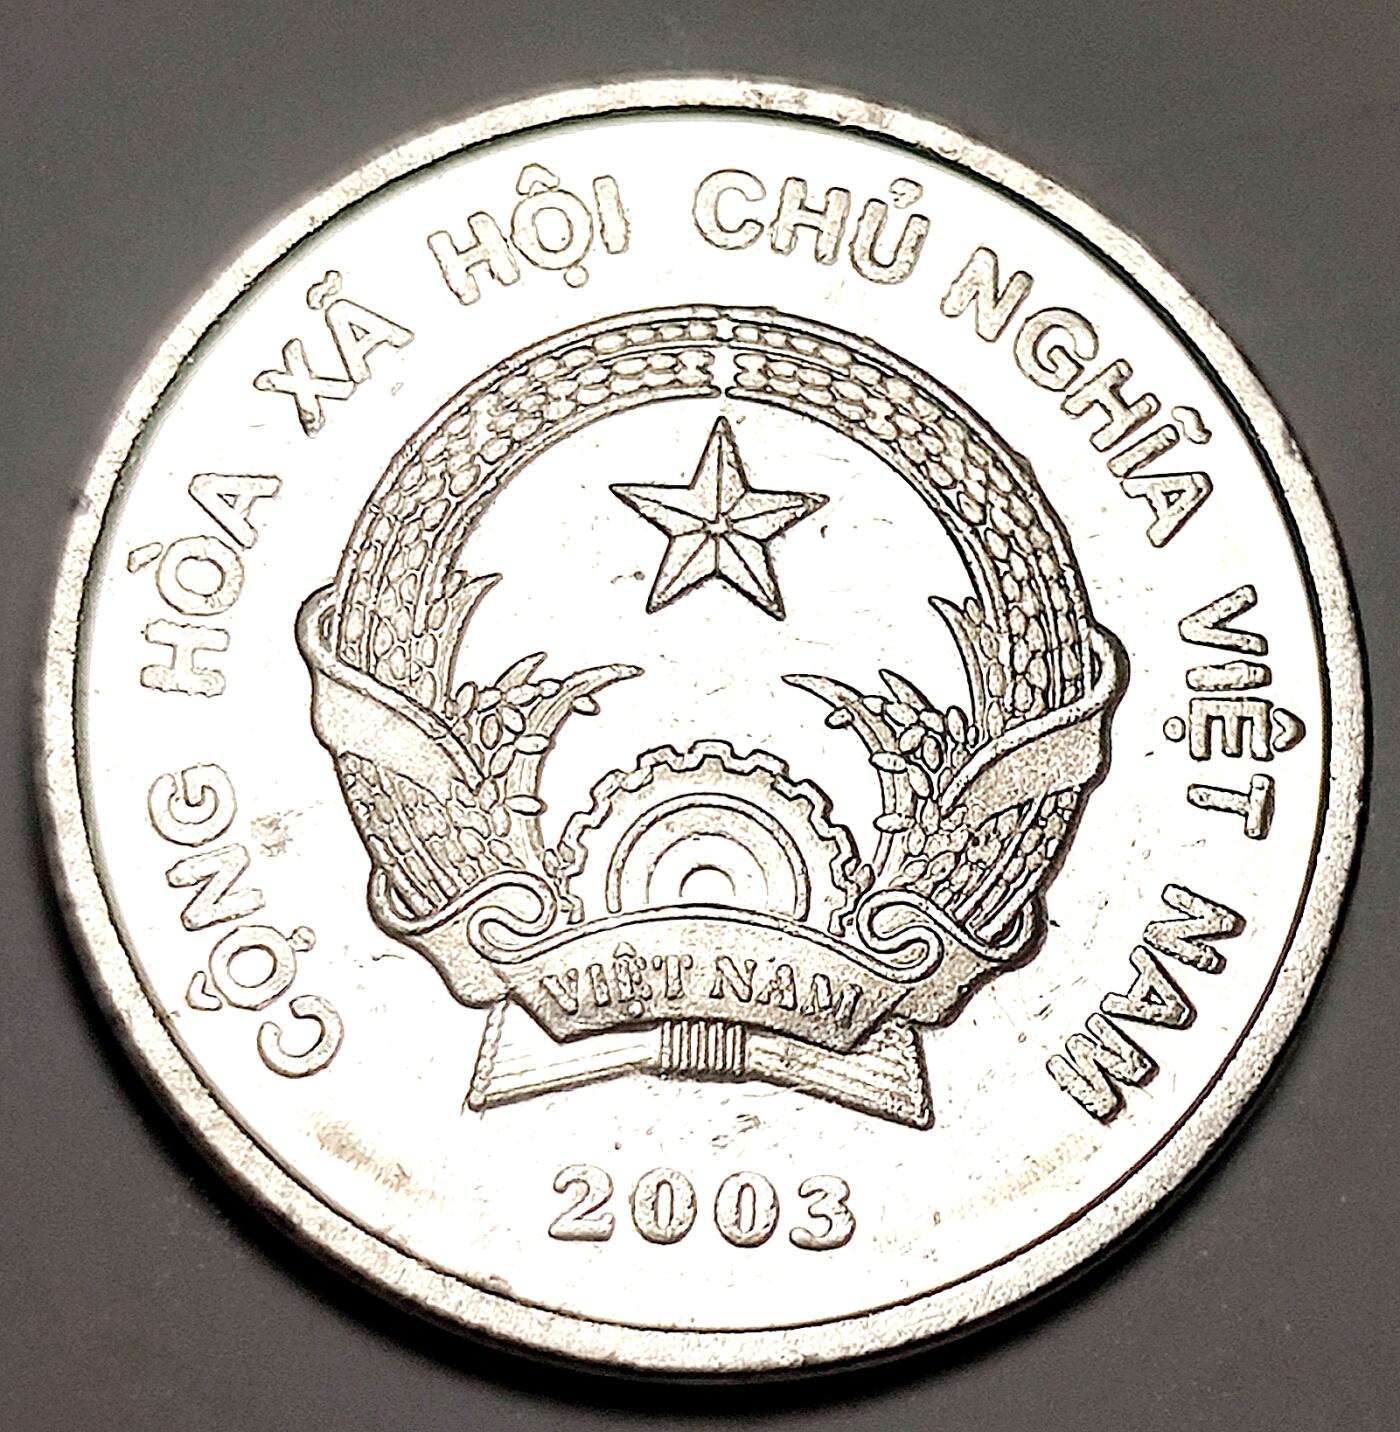 CỘNG HÒA XÃ HỘI CHỦ NGHĨA VIỆT NAM
VIỆT NAM
2003